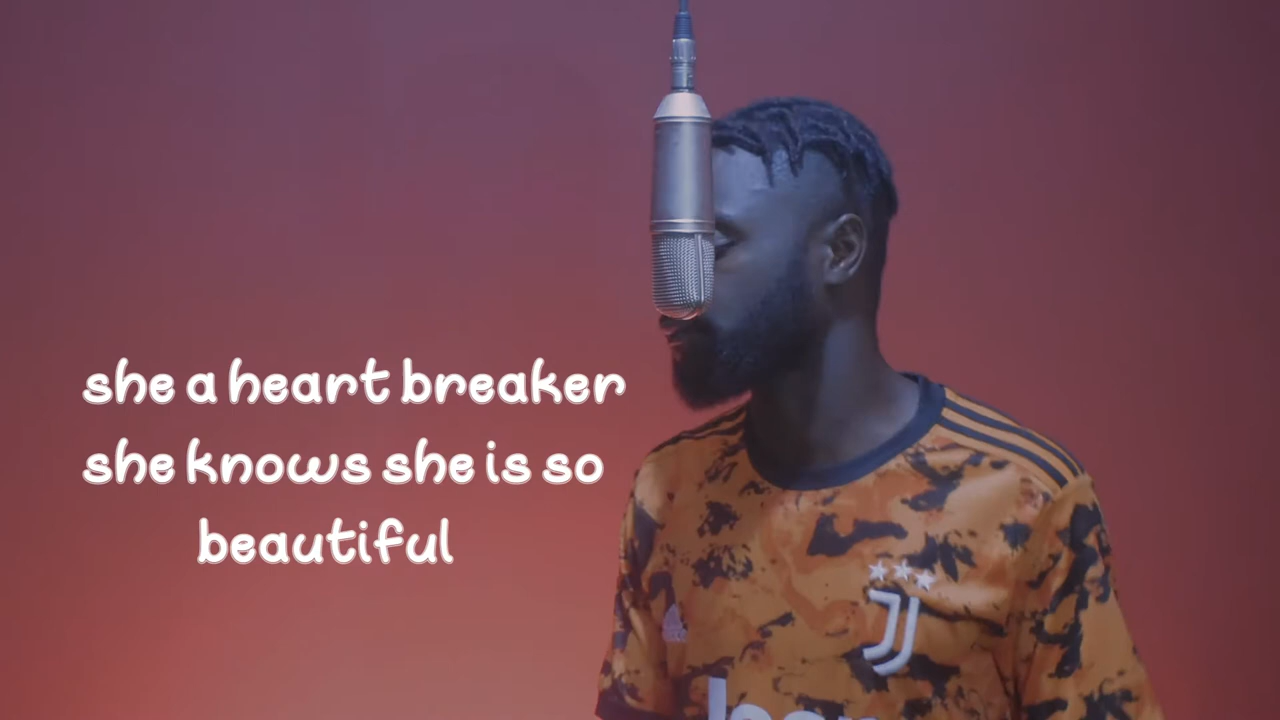 she a heart breaker
she knows she is so
beautiful